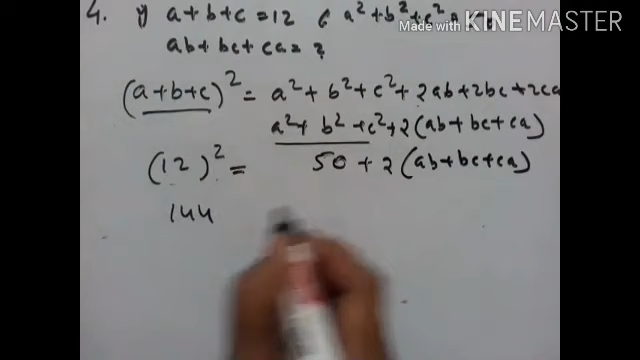 4. If a+b+c=12 & a²+b²+c² =
Made with KINEMASTER
ab+bc+ca=?
(a+b+c)² = a²+b²+c²+2ab+2bc+2ca
a²+b²+c²+2(ab+bc+ca)
(12)² = 50+2(ab+bc+ca)
144